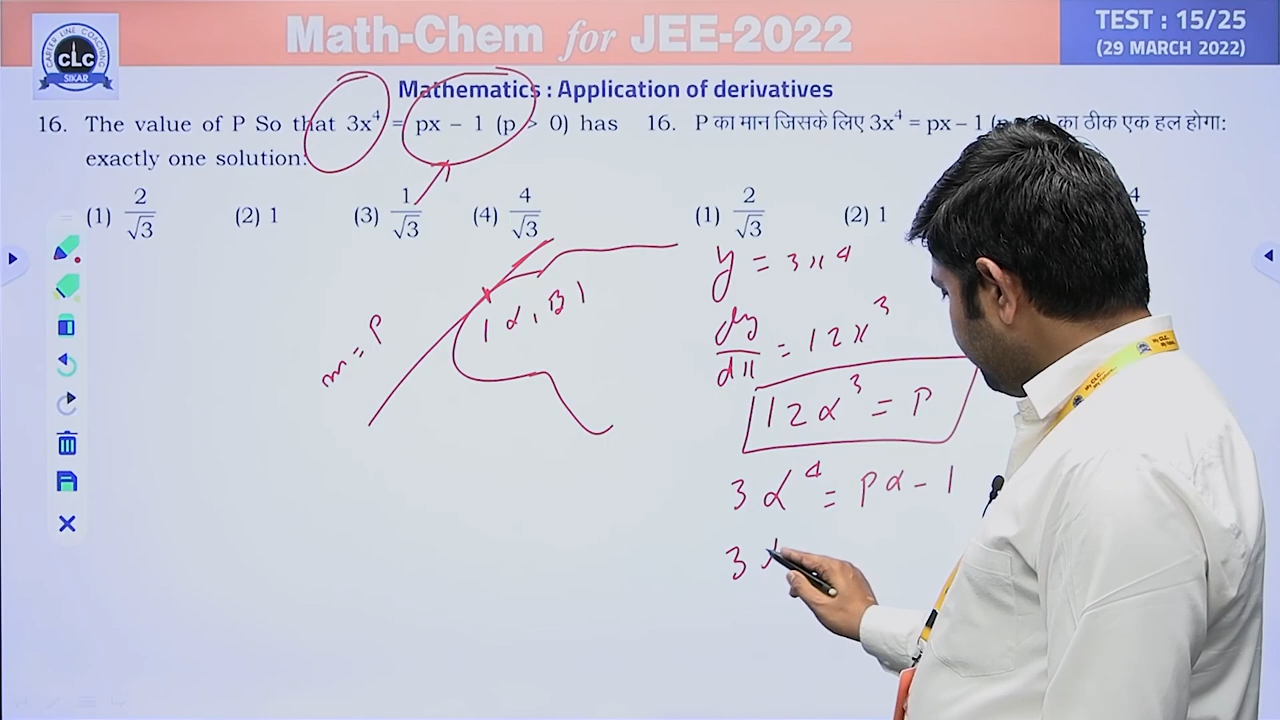 Math-Chem for JEE-2022
TEST : 15/25
(29 MARCH 2022)
CAREER LINE COACHING
CLC
SIKAR
Mathematics : Application of derivatives
16. The value of P So that 3x⁴ = px – 1 (p > 0) has
exactly one solution:
(1) 2/√3 (2) 1 (3) 1/√3 (4) 4/√3
16. P का मान जिसके लिए 3x⁴ = px – 1 का ठीक एक हल होगा:
(1) 2/√3 (2) 1
m = P
(α, β)
y = 3x⁴
dy/dx = 12x³
12α³ = P
3α⁴ = Pα – 1
3